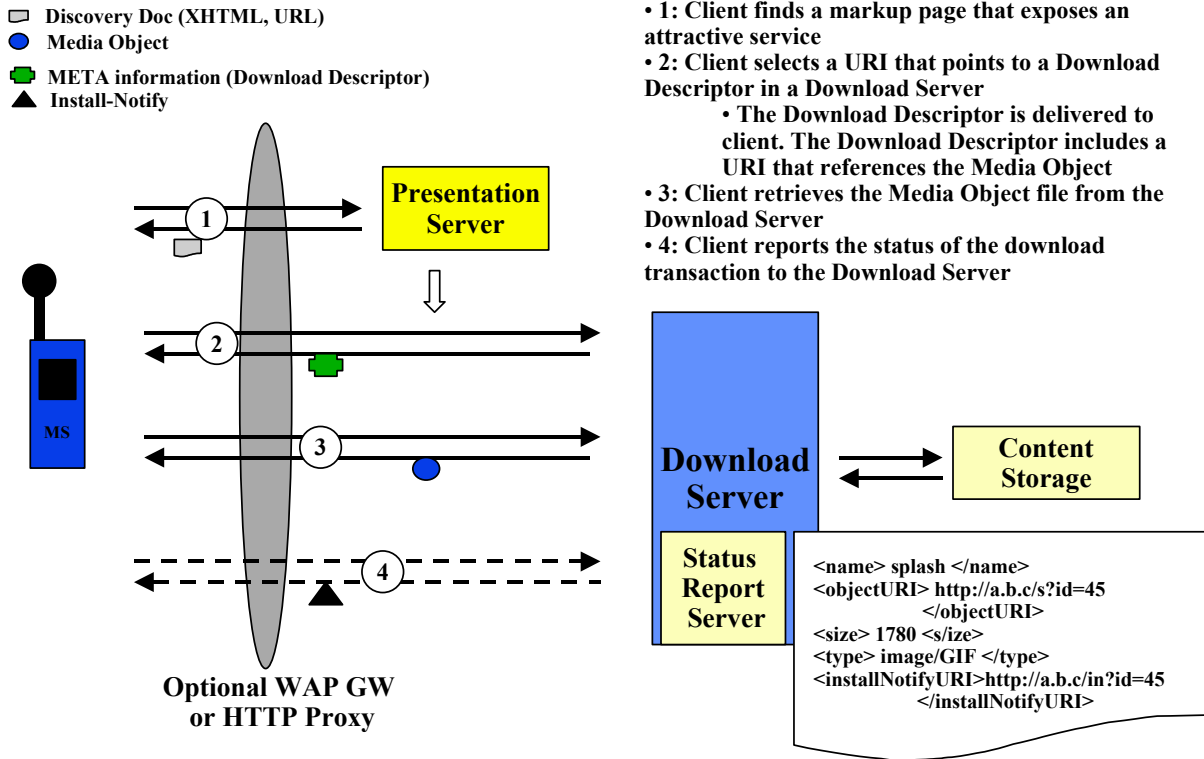 Discovery Doc (XHTML, URL)
Media Object
META information (Download Descriptor)
Install-Notify
• 1: Client finds a markup page that exposes an
attractive service
• 2: Client selects a URI that points to a Download
Descriptor in a Download Server
• The Download Descriptor is delivered to
client. The Download Descriptor includes a
URI that references the Media Object
• 3: Client retrieves the Media Object file from the
Download Server
• 4: Client reports the status of the download
transaction to the Download Server
1
Presentation
Server
2
MS
3
4
Optional WAP GW
or HTTP Proxy
Download
Server
Content
Storage
Status
Report
Server
<name> splash </name>
<objectURI> http://a.b.c/s?id=45
</objectURI>
<size> 1780 <s/ize>
<type> image/GIF </type>
<installNotifyURI>http://a.b.c/in?id=45
</installNotifyURI>